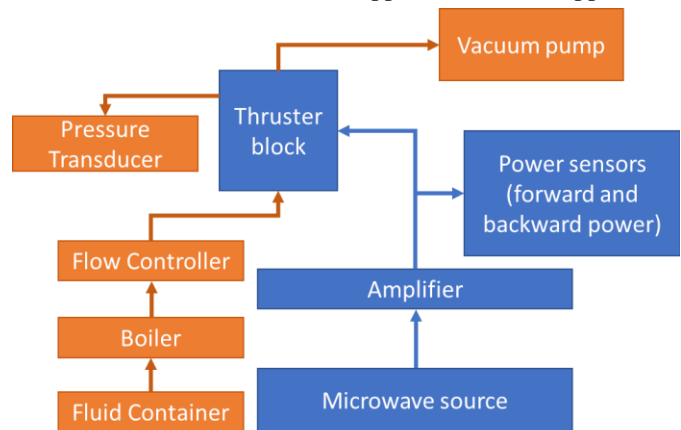 Vacuum pump
Thruster
block
Pressure
Transducer
Power sensors
(forward and
backward power)
Flow Controller
Amplifier
Boiler
Microwave source
Fluid Container